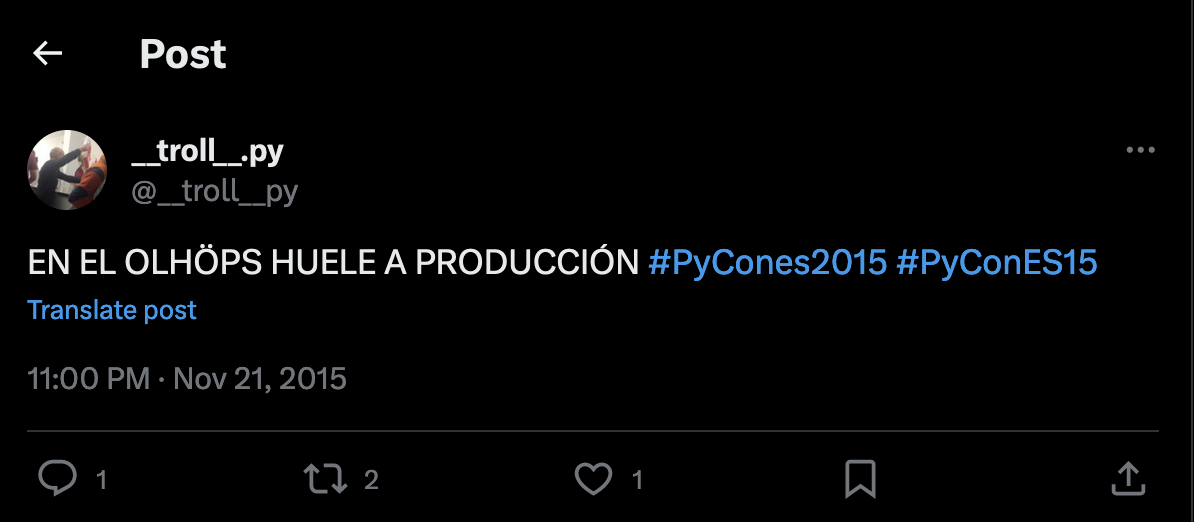 Post
__troll__.py
@__troll__py
EN EL OLHÖPS HUELE A PRODUCCIÓN #PyCones2015 #PyConES15
Translate post
11:00 PM · Nov 21, 2015
1 2 1